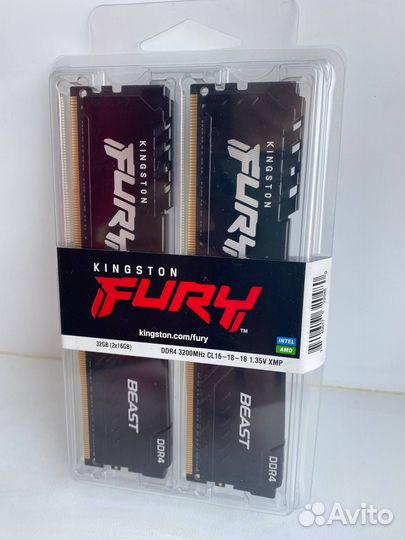 KINGSTON
FURY
KINGSTON
FURY
KINGSTON
FURY™
kingston.com/fury
32GB (2x16GB)
DDR4 3200MHz CL16-18-18 1.35V XMP
INTEL
AMD
BEAST
DDR4
BEAST
DDR4
Avito